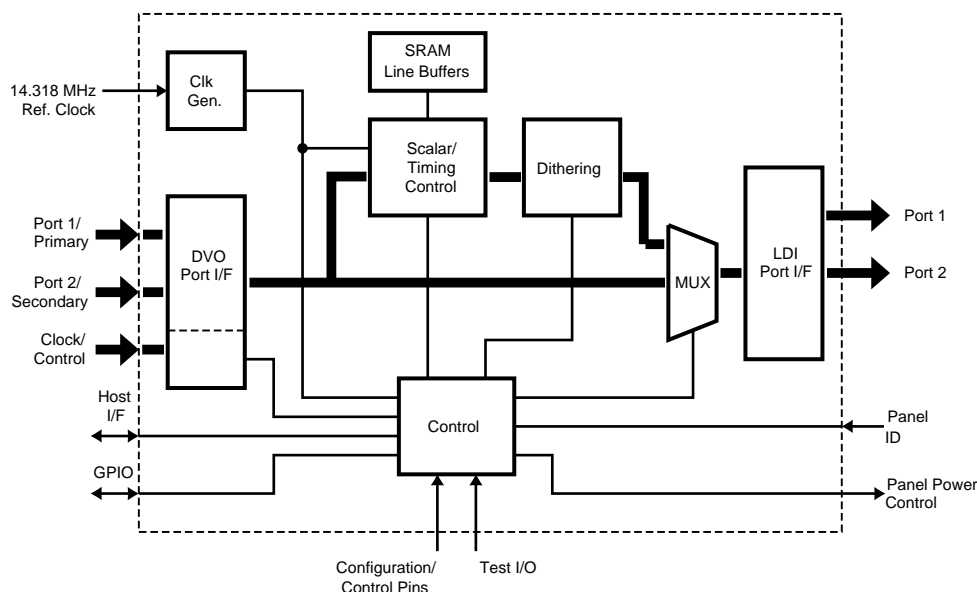 SRAM
Line Buffers
Clk
Gen.
14.318 MHz
Ref. Clock
Scalar/
Timing
Control
Dithering
Port 1/
Primary
DVO
Port I/F
Port 2/
Secondary
Clock/
Control
MUX
LDI
Port I/F
Port 1
Port 2
Host
I/F
GPIO
Control
Panel
ID
Panel Power
Control
Configuration/
Control Pins
Test I/O